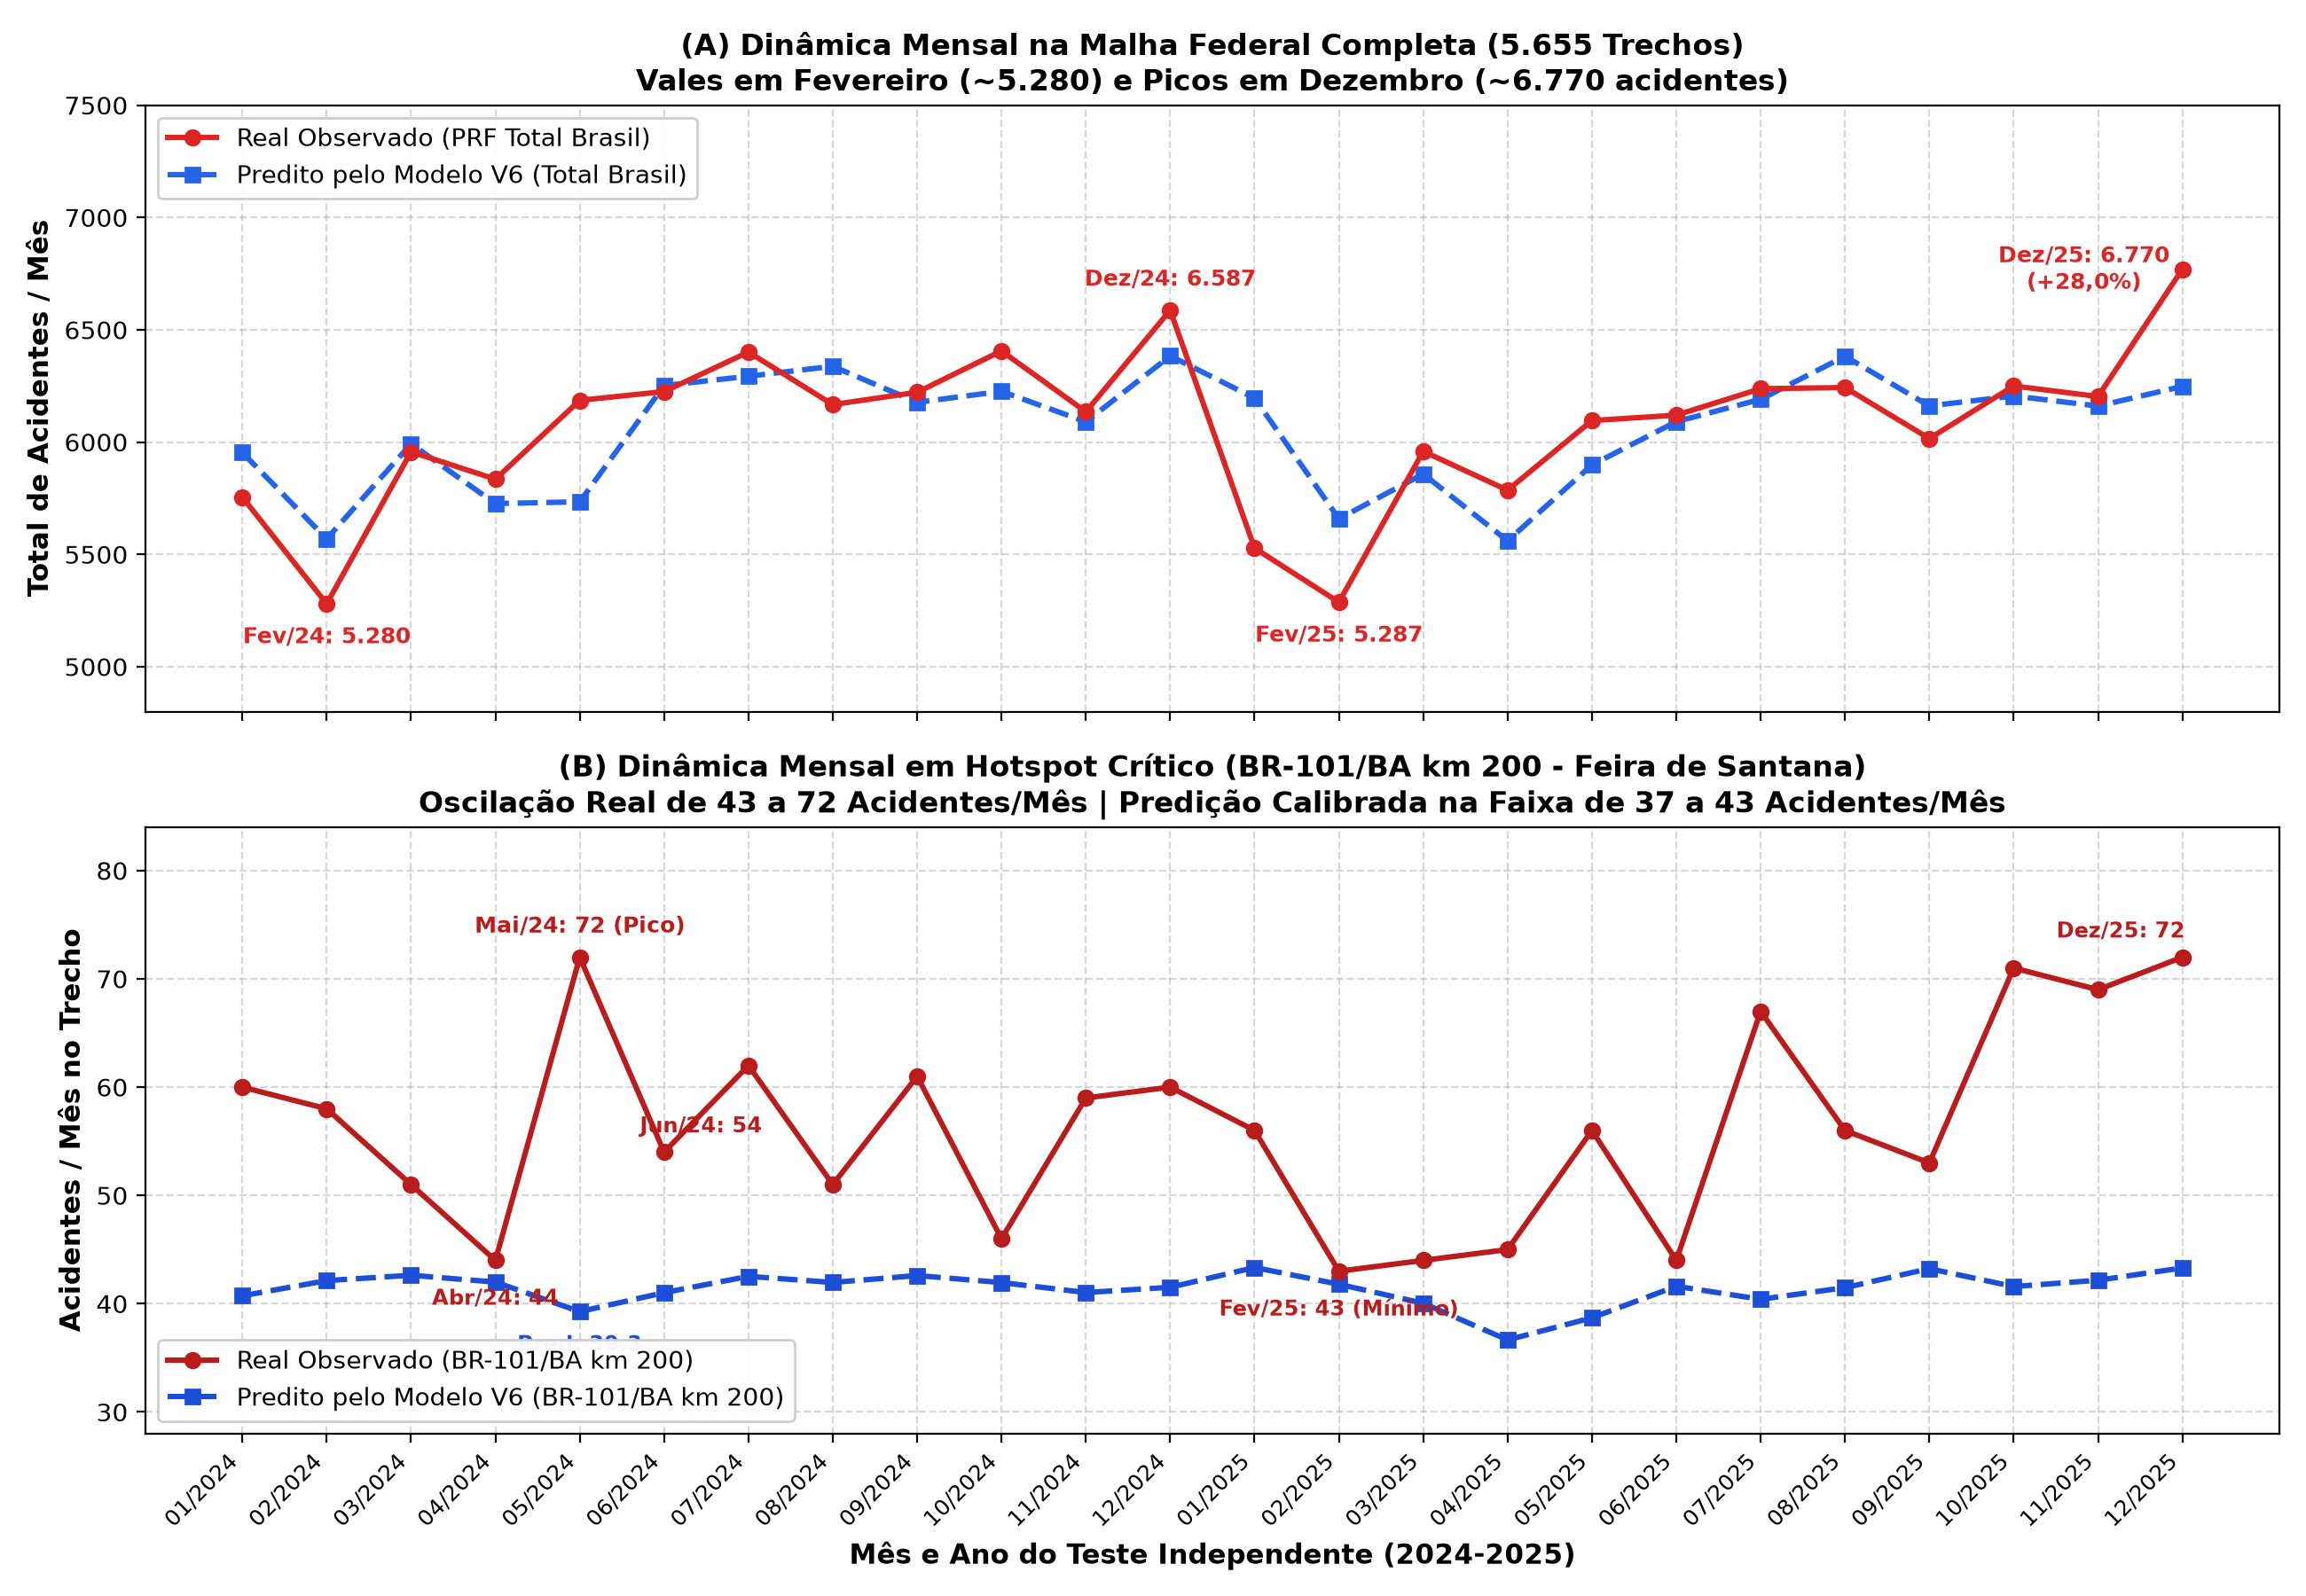 (A) Dinâmica Mensal na Malha Federal Completa (5.655 Trechos)
Vales em Fevereiro (~5.280) e Picos em Dezembro (~6.770 acidentes)
Total de Acidentes / Mês
7500
7000
6500
6000
5500
5000
Real Observado (PRF Total Brasil)
Predito pelo Modelo V6 (Total Brasil)
Dez/24: 6.587
Dez/25: 6.770
(+28,0%)
Fev/24: 5.280
Fev/25: 5.287
(B) Dinâmica Mensal em Hotspot Crítico (BR-101/BA km 200 - Feira de Santana)
Oscilação Real de 43 a 72 Acidentes/Mês | Predição Calibrada na Faixa de 37 a 43 Acidentes/Mês
Acidentes / Mês no Trecho
80
70
60
50
40
30
Mai/24: 72 (Pico)
Dez/25: 72
Jun/24: 54
Abr/24: 44
Fev/25: 43 (Mínimo)
Real Observado (BR-101/BA km 200)
Predito pelo Modelo V6 (BR-101/BA km 200)
01/2024
02/2024
03/2024
04/2024
05/2024
06/2024
07/2024
08/2024
09/2024
10/2024
11/2024
12/2024
01/2025
02/2025
03/2025
04/2025
05/2025
06/2025
07/2025
08/2025
09/2025
10/2025
11/2025
12/2025
Mês e Ano do Teste Independente (2024-2025)